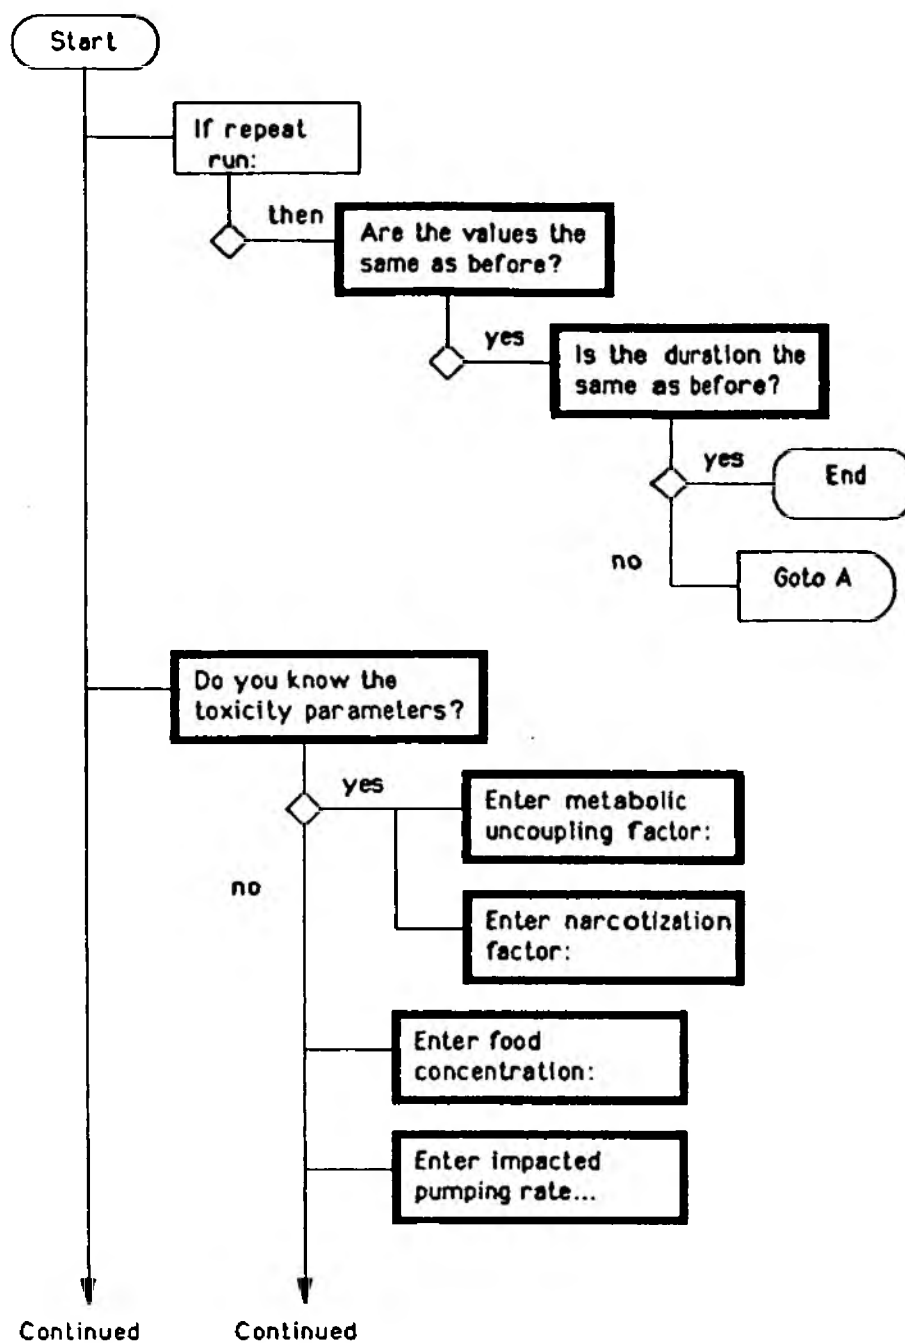 Start
If repeat
run:
then
Are the values the
same as before?
yes
Is the duration the
same as before?
yes
End
no
Goto A
Do you know the
toxicity parameters?
yes
Enter metabolic
uncoupling factor:
no
Enter narcotization
factor:
Enter food
concentration:
Enter impacted
pumping rate...
Continued
Continued